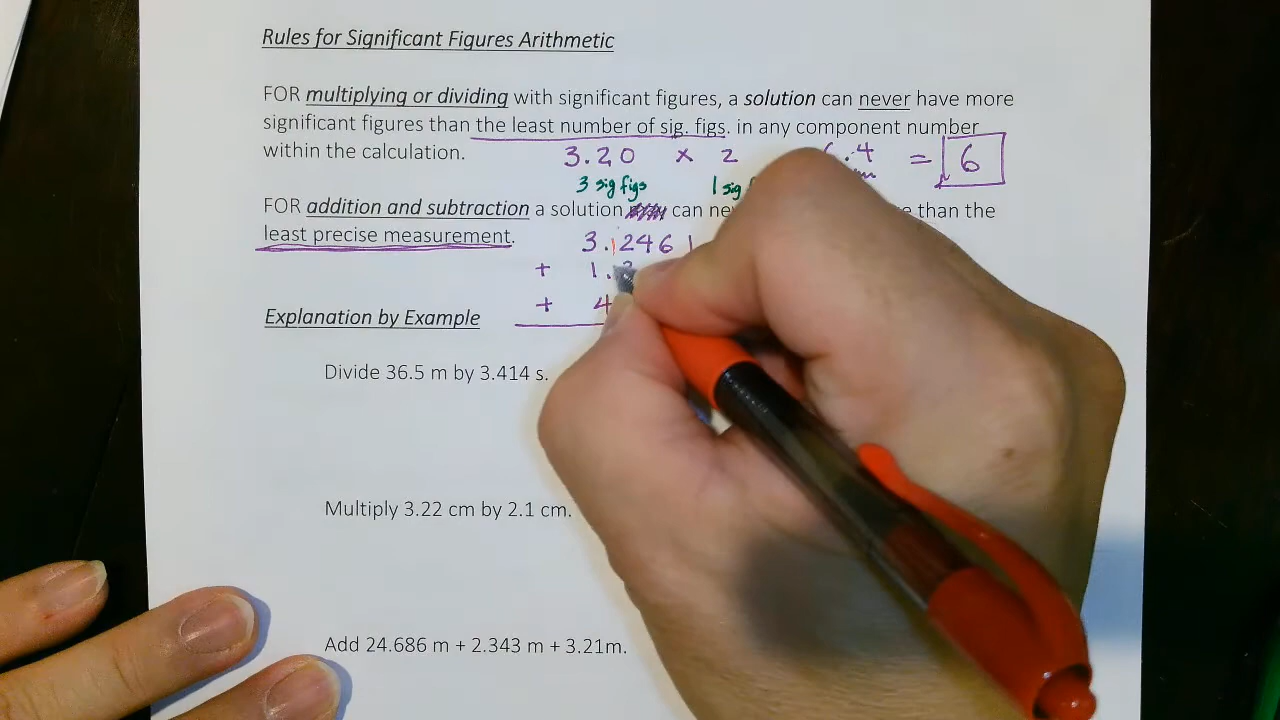 Rules for Significant Figures Arithmetic
FOR multiplying or dividing with significant figures, a solution can never have more
significant figures than the least number of sig. figs. in any component number
within the calculation.
3.20 x 2 6.4 = 6
3 sig figs 1 sig
FOR addition and subtraction a solution can than the
least precise measurement.
3.1246
+ 1.
+ 4
Explanation by Example
Divide 36.5 m by 3.414 s.
Multiply 3.22 cm by 2.1 cm.
Add 24.686 m + 2.343 m + 3.21m.